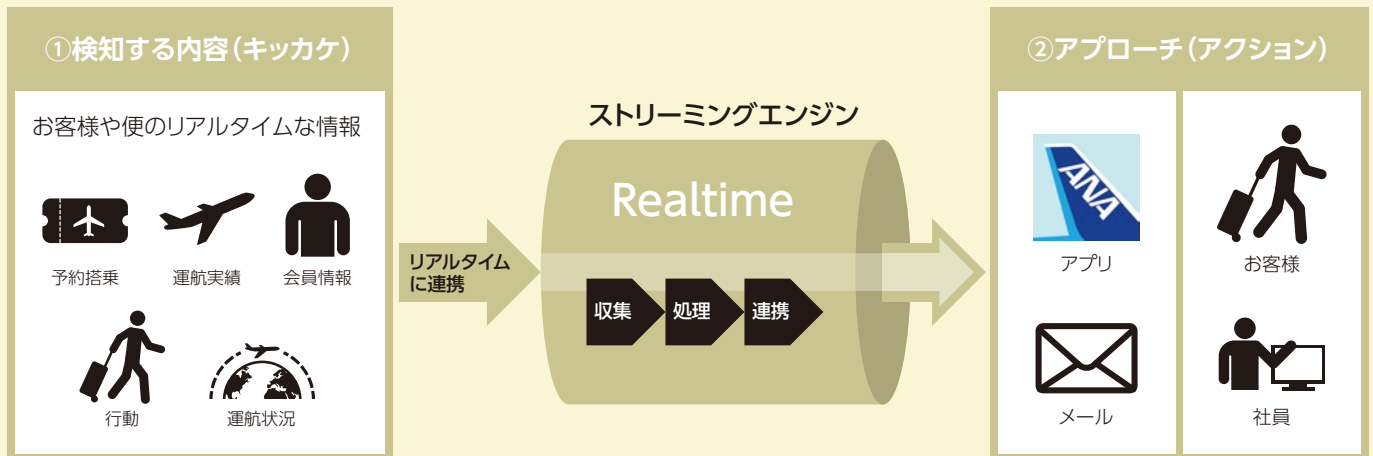 ①検知する内容（キッカケ）
お客様や便のリアルタイムな情報
予約搭乗
運航実績
会員情報
行動
運航状況
リアルタイム
に連携
ストリーミングエンジン
Realtime
収集
処理
連携
②アプローチ（アクション）
ANA
アプリ
お客様
メール
社員